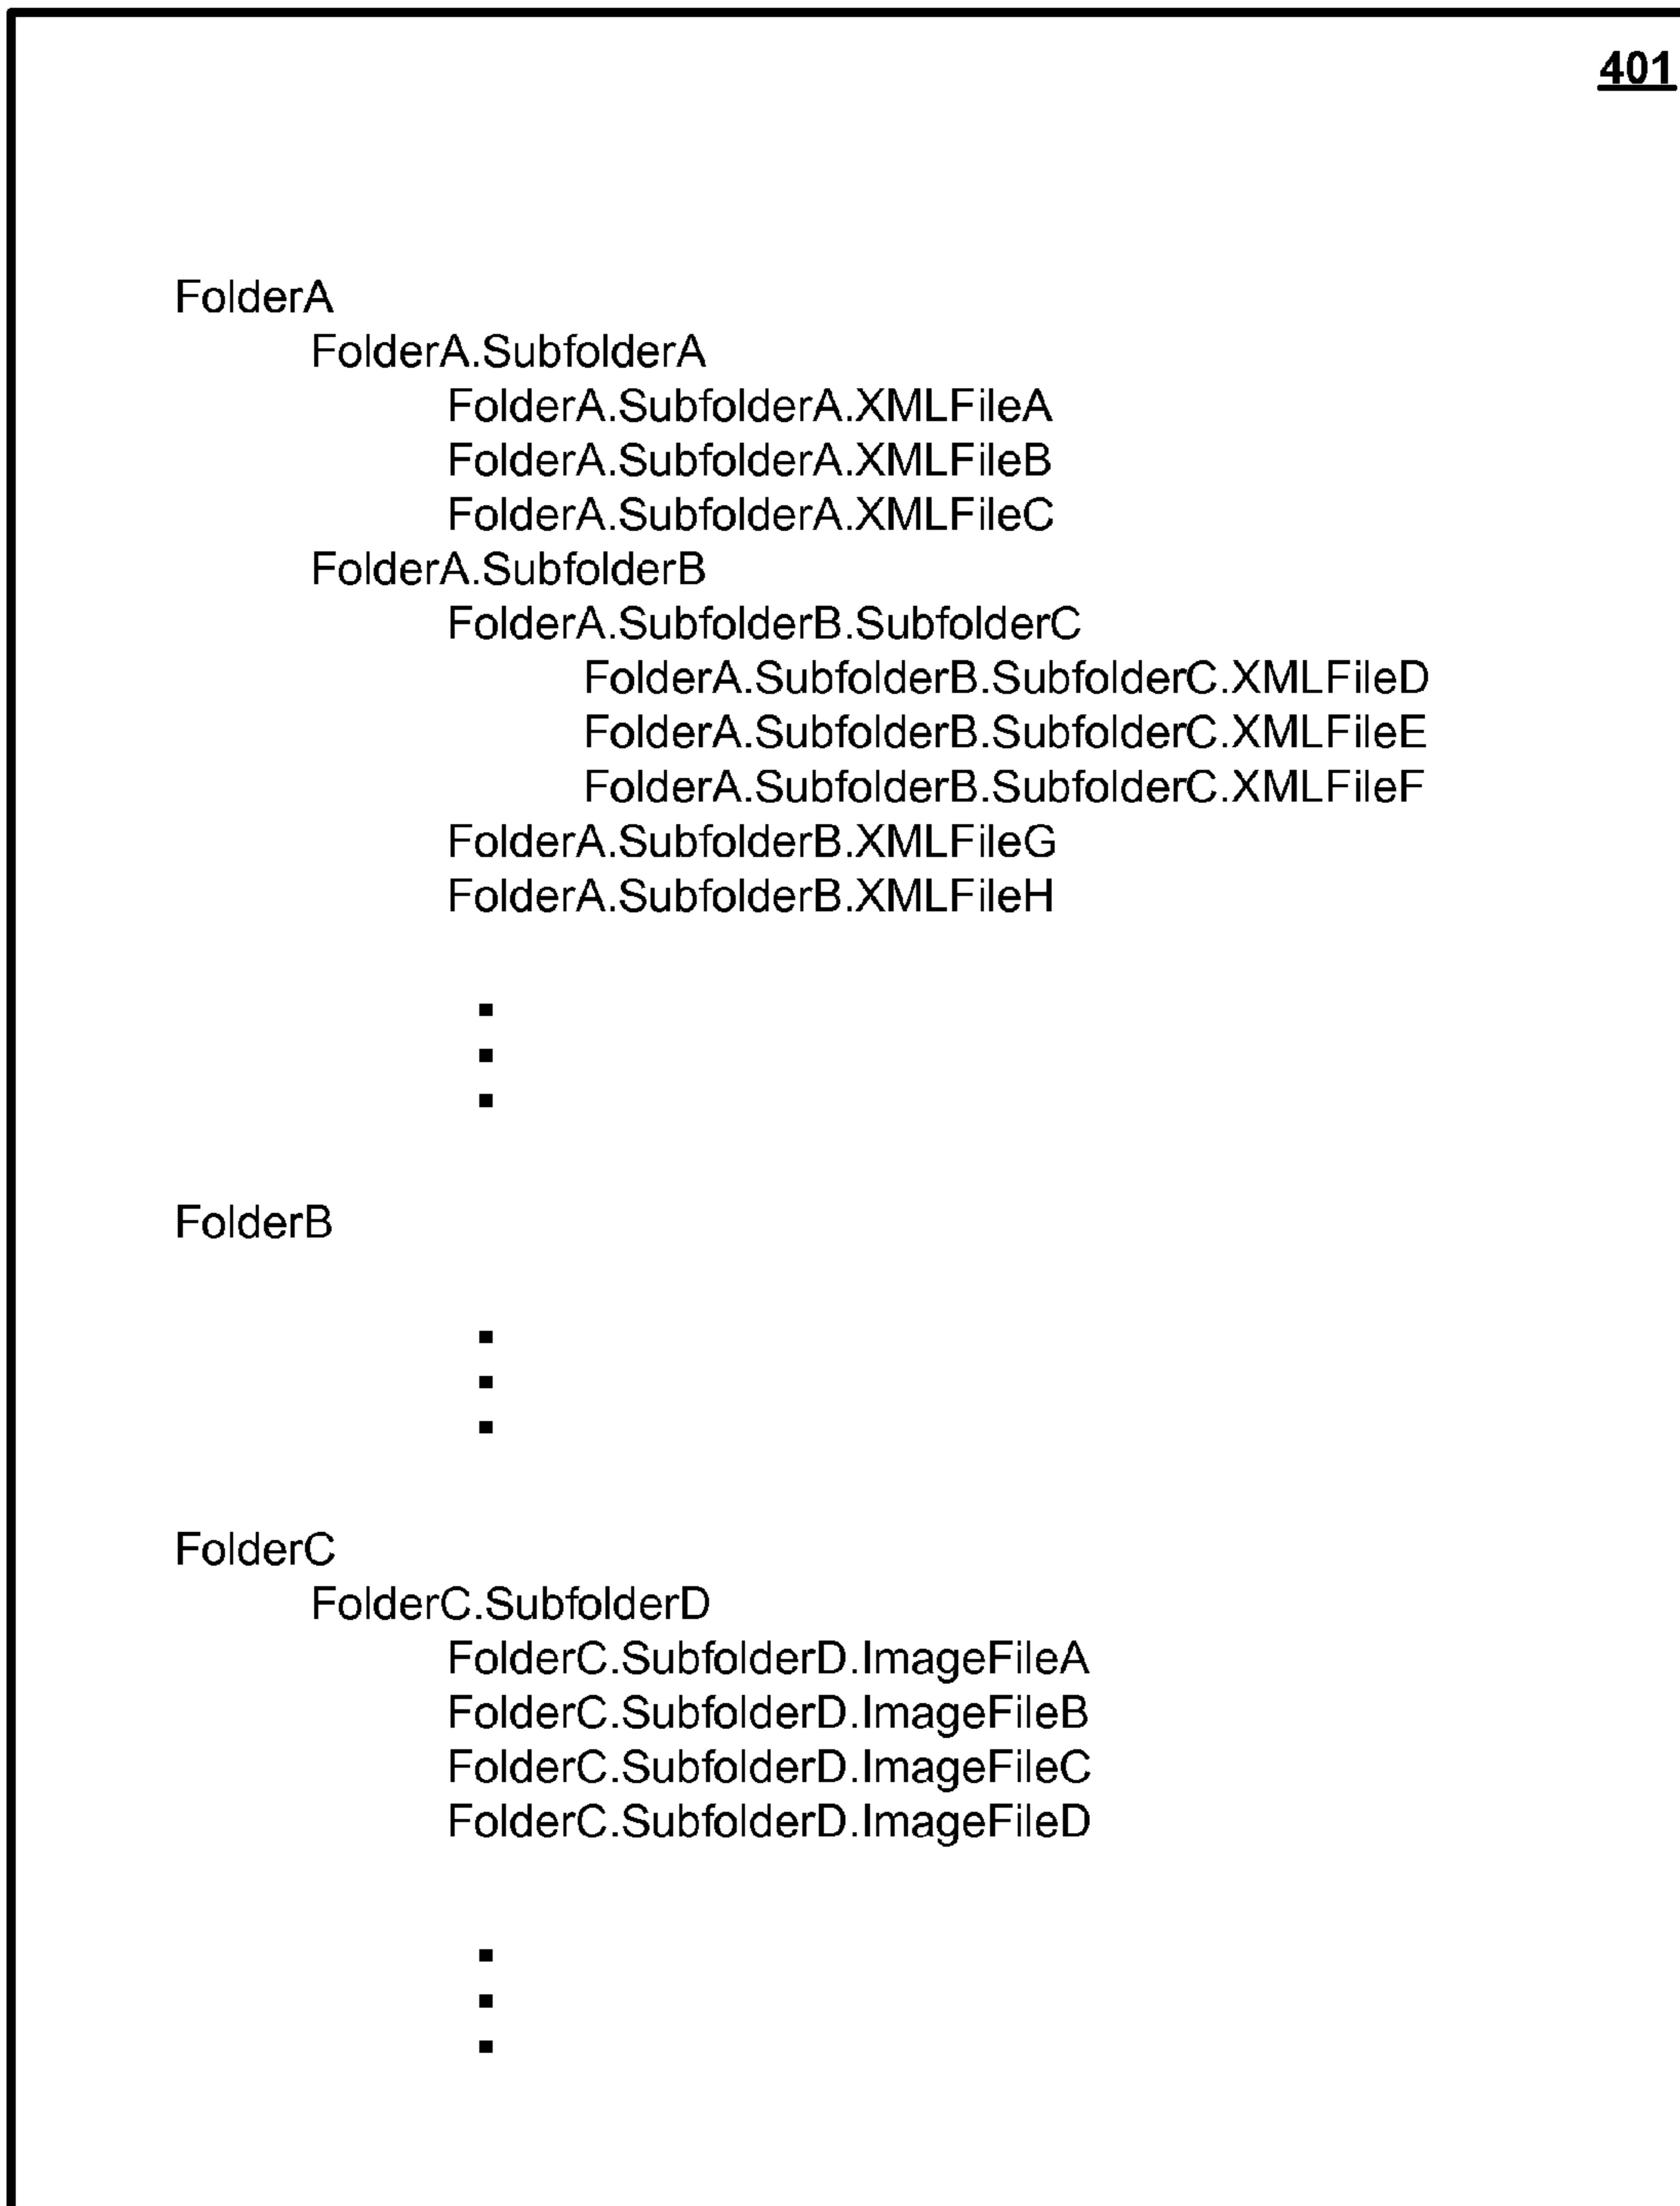 401
FolderA
FolderA.SubfolderA
FolderA.SubfolderA.XMLFileA
FolderA.SubfolderA.XMLFileB
FolderA.SubfolderA.XMLFileC
FolderA.SubfolderB
FolderA.SubfolderB.SubfolderC
FolderA.SubfolderB.SubfolderC.XMLFileD
FolderA.SubfolderB.SubfolderC.XMLFileE
FolderA.SubfolderB.SubfolderC.XMLFileF
FolderA.SubfolderB.XMLFileG
FolderA.SubfolderB.XMLFileH
FolderB
FolderC
FolderC.SubfolderD
FolderC.SubfolderD.ImageFileA
FolderC.SubfolderD.ImageFileB
FolderC.SubfolderD.ImageFileC
FolderC.SubfolderD.ImageFileD